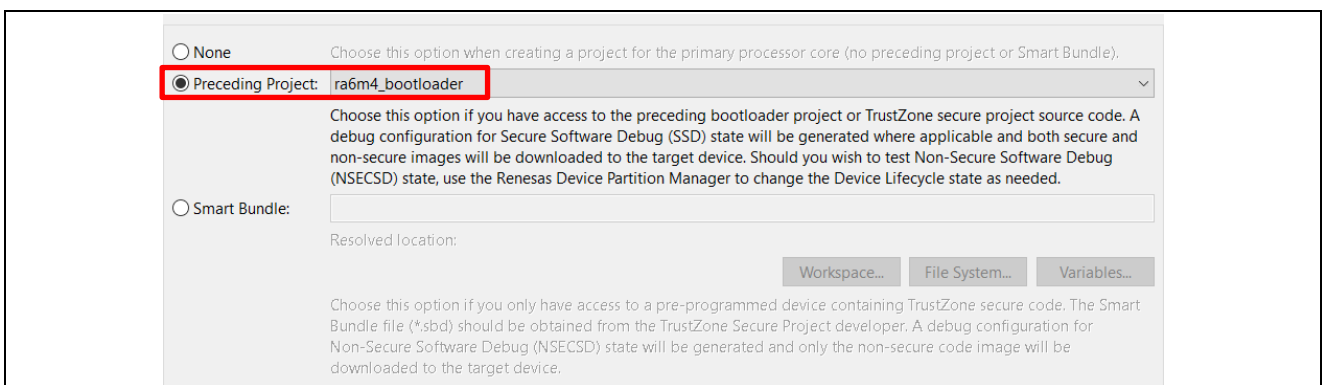 None Choose this option when creating a project for the primary processor core (no preceding project or Smart Bundle).
Preceding Project: ra6m4_bootloader
Choose this option if you have access to the preceding bootloader project or TrustZone secure project source code. A
debug configuration for Secure Software Debug (SSD) state will be generated where applicable and both secure and
non-secure images will be downloaded to the target device. Should you wish to test Non-Secure Software Debug
(NSECSD) state, use the Renesas Device Partition Manager to change the Device Lifecycle state as needed.
Smart Bundle:
Resolved location:
Workspace... File System... Variables...
Choose this option if you only have access to a pre-programmed device containing TrustZone secure code. The Smart
Bundle file (*.sbd) should be obtained from the TrustZone Secure Project developer. A debug configuration for
Non-Secure Software Debug (NSECSD) state will be generated and only the non-secure code image will be
downloaded to the target device.